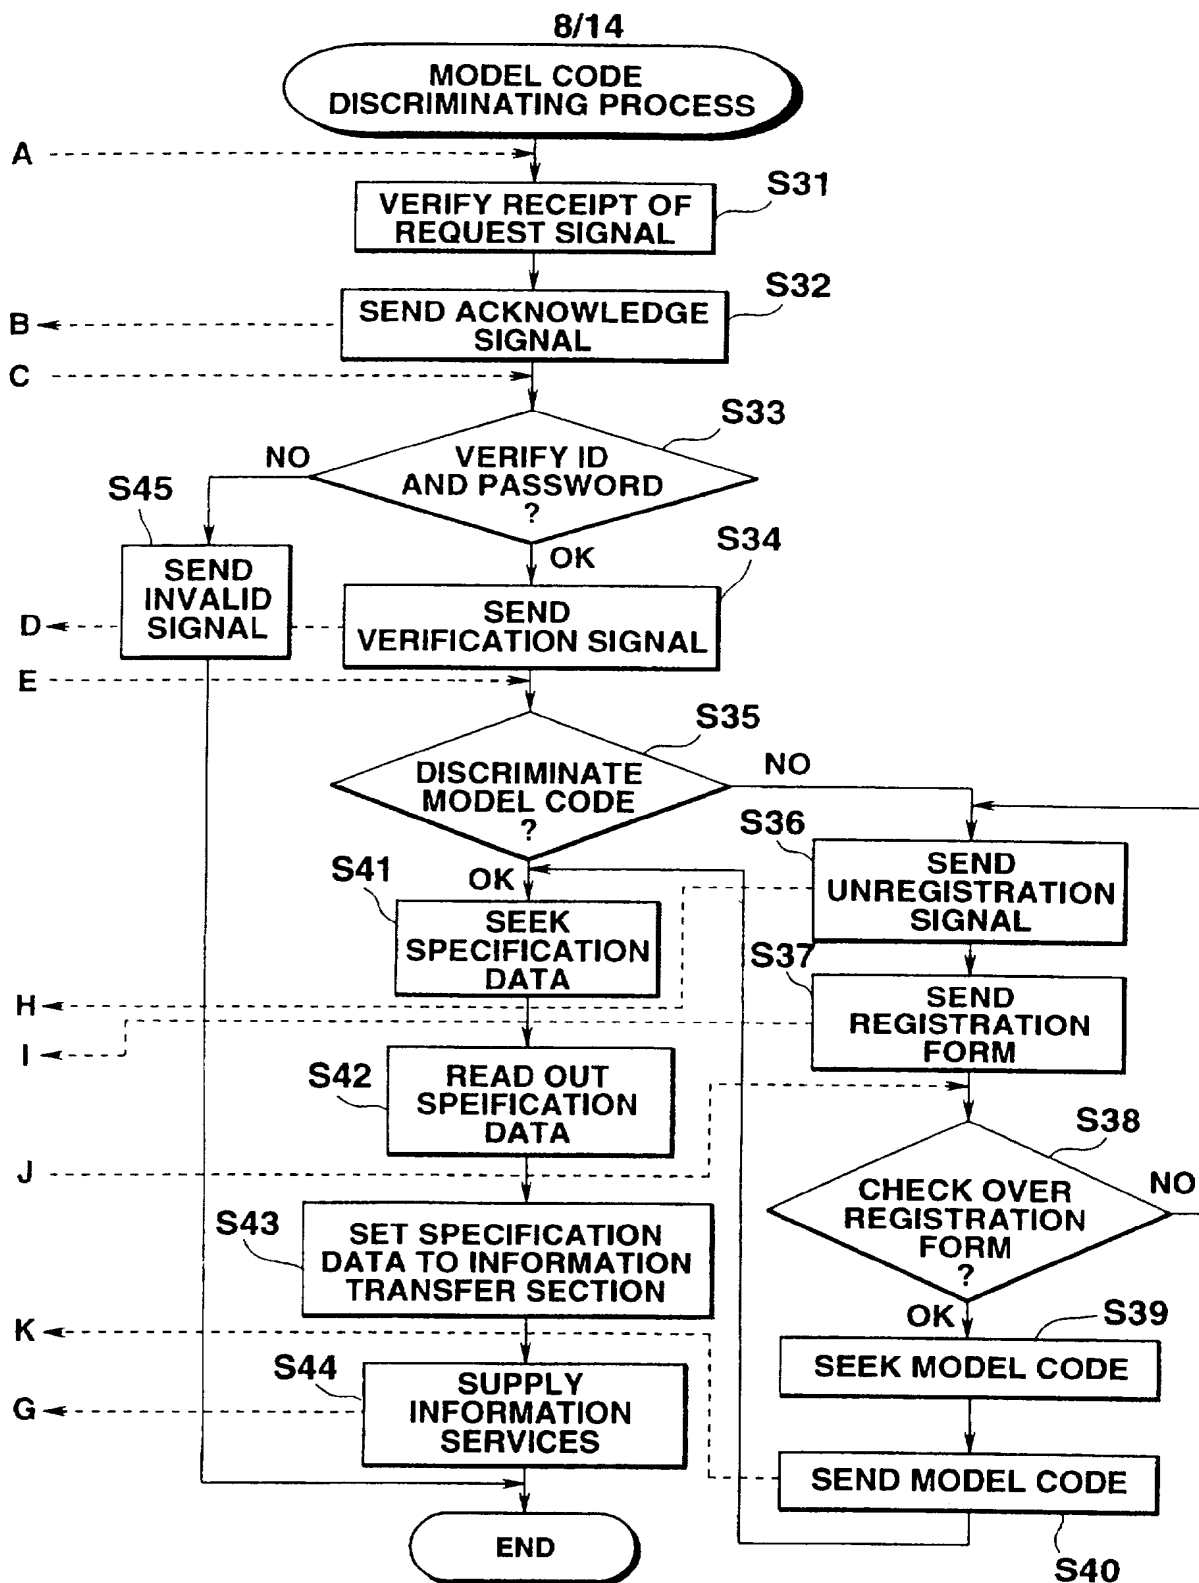 8/14
MODEL CODE
DISCRIMINATING PROCESS
A
S31
VERIFY RECEIPT OF
REQUEST SIGNAL
S32
SEND ACKNOWLEDGE
SIGNAL
B
C
S33
VERIFY ID
AND PASSWORD
?
NO
OK
S45
SEND
INVALID
SIGNAL
S34
SEND
VERIFICATION SIGNAL
D
E
S35
DISCRIMINATE
MODEL CODE
?
NO
OK
S36
SEND
UNREGISTRATION
SIGNAL
S41
SEEK
SPECIFICATION
DATA
S37
SEND
REGISTRATION
FORM
H
I
S42
READ OUT
SPEIFICATION
DATA
J
S38
CHECK OVER
REGISTRATION
FORM
?
NO
OK
S43
SET SPECIFICATION
DATA TO INFORMATION
TRANSFER SECTION
K
S39
SEEK MODEL CODE
S44
SUPPLY
INFORMATION
SERVICES
G
SEND MODEL CODE
S40
END